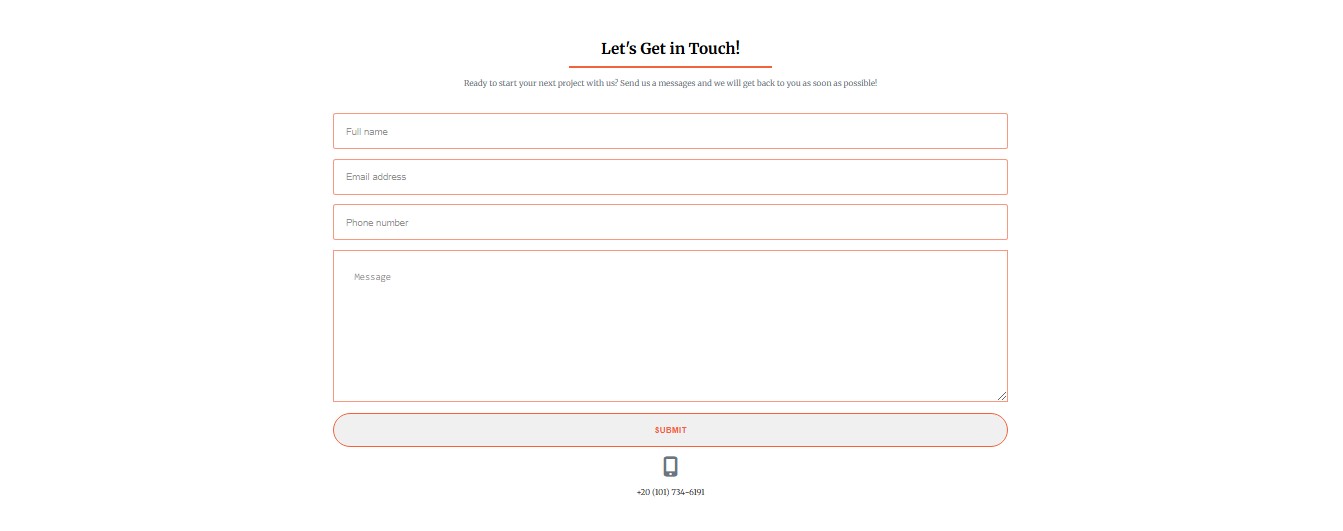 Let's Get in Touch!
Ready to start your next project with us? Send us a messages and we will get back to you as soon as possible!
Full name
Email address
Phone number
Message
SUBMIT
+20 (101) 734-6191